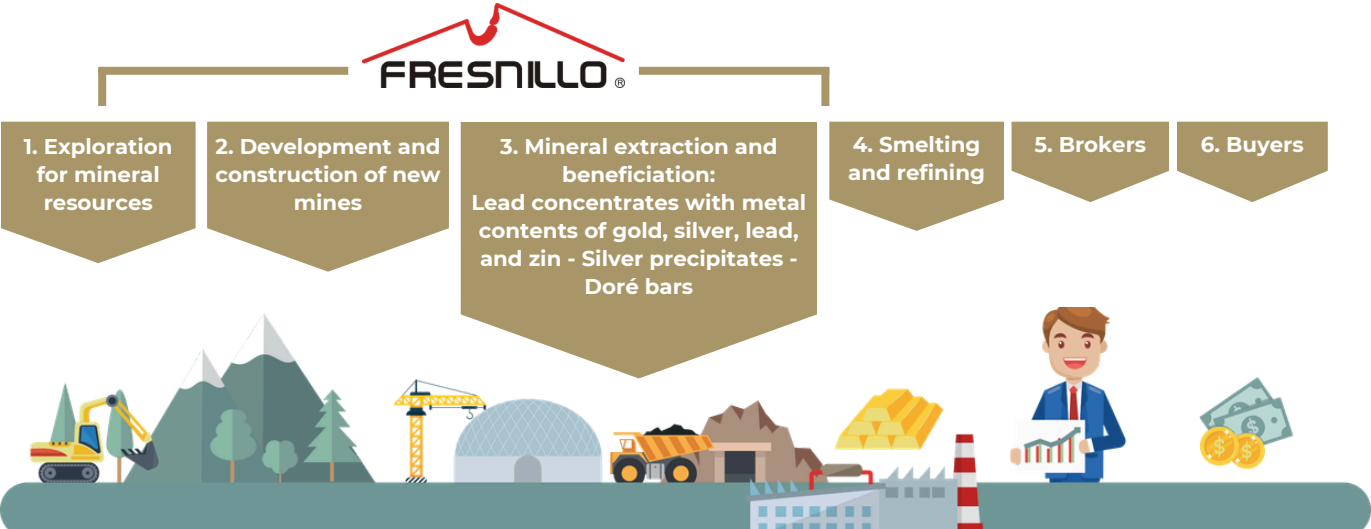 FRESNILLO ®
1. Exploration
for mineral
resources
2. Development and
construction of new
mines
3. Mineral extraction and
beneficiation:
Lead concentrates with metal
contents of gold, silver, lead,
and zin - Silver precipitates -
Doré bars
4. Smelting
and refining
5. Brokers
6. Buyers
$
$
$ $